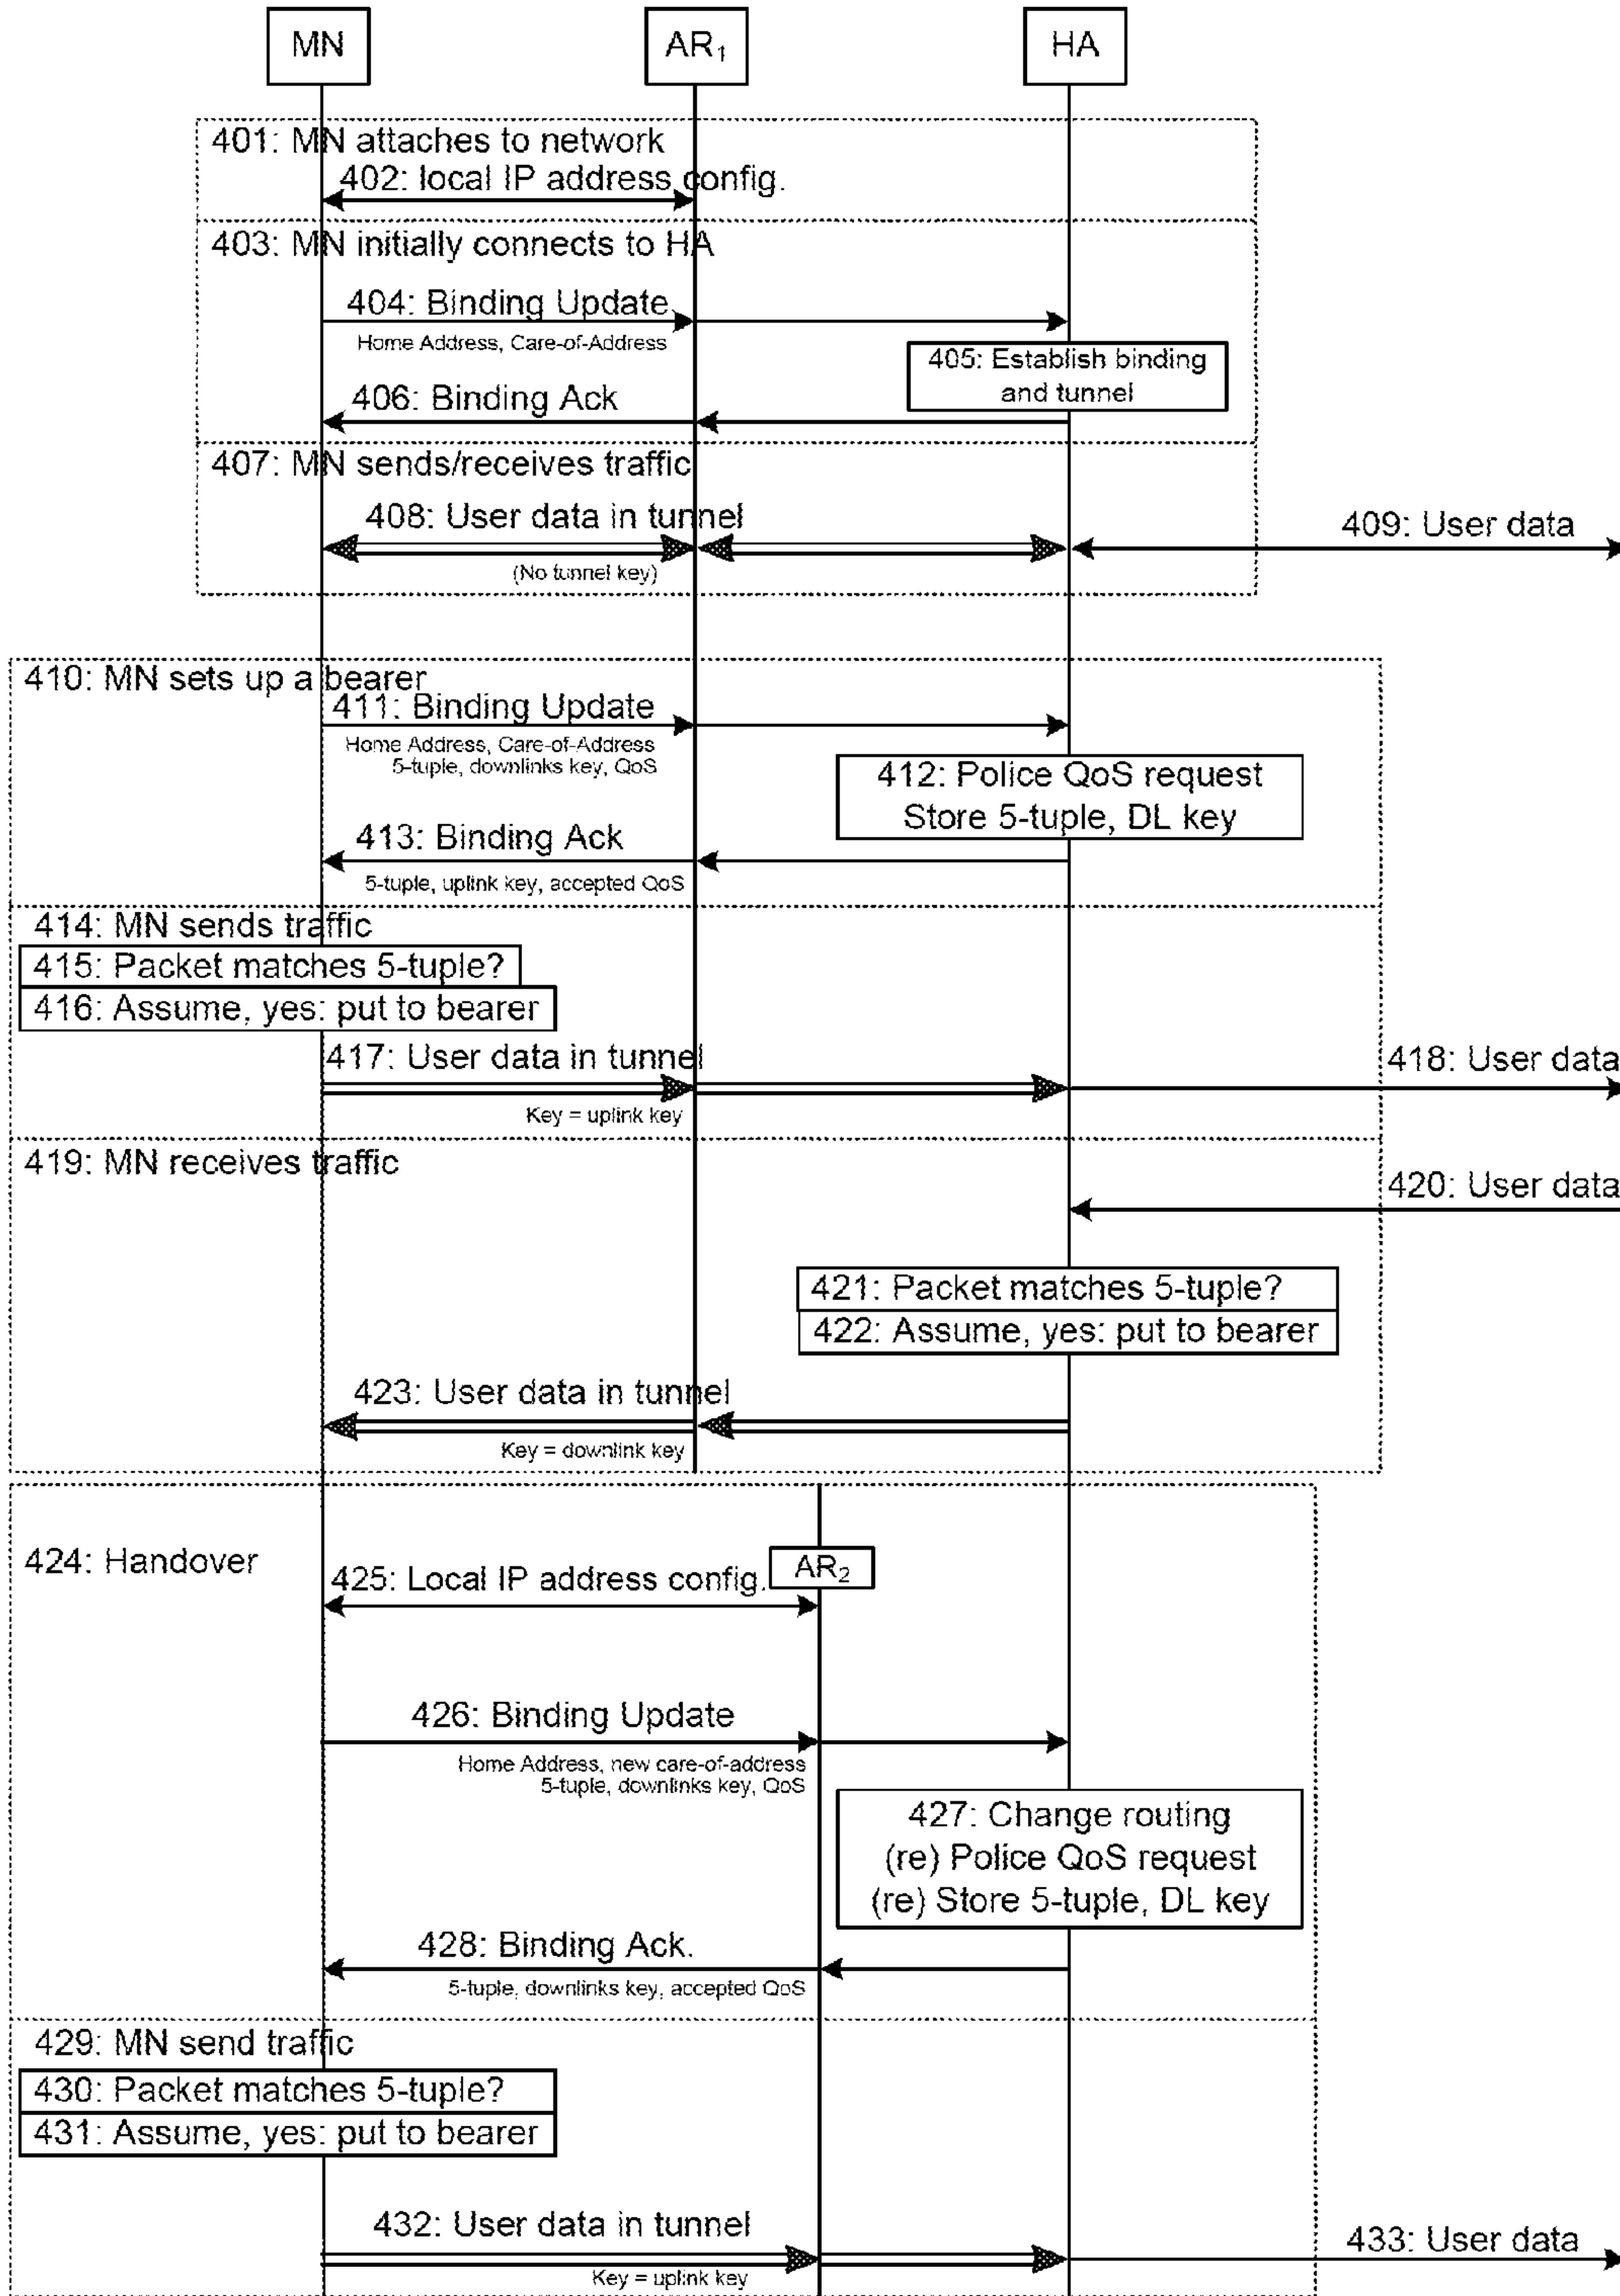 MN
AR₁
HA
401: MN attaches to network
402: local IP address config.
403: MN initially connects to HA
404: Binding Update
Home Address, Care-of-Address
405: Establish binding
and tunnel
406: Binding Ack
407: MN sends/receives traffic
408: User data in tunnel
409: User data
(No tunnel key)
410: MN sets up a bearer
411: Binding Update
Home Address, Care-of-Address
5-tuple, downlinks key, QoS
412: Police QoS request
Store 5-tuple, DL key
413: Binding Ack
5-tuple, uplink key, accepted QoS
414: MN sends traffic
415: Packet matches 5-tuple?
416: Assume, yes: put to bearer
417: User data in tunnel
418: User data
Key = uplink key
419: MN receives traffic
420: User data
421: Packet matches 5-tuple?
422: Assume, yes: put to bearer
423: User data in tunnel
Key = downlink key
424: Handover
AR₂
425: Local IP address config.
426: Binding Update
Home Address, new care-of-address
5-tuple, downlinks key, QoS
427: Change routing
(re) Police QoS request
(re) Store 5-tuple, DL key
428: Binding Ack.
5-tuple, downlinks key, accepted QoS
429: MN send traffic
430: Packet matches 5-tuple?
431: Assume, yes: put to bearer
432: User data in tunnel
433: User data
Key = uplink key